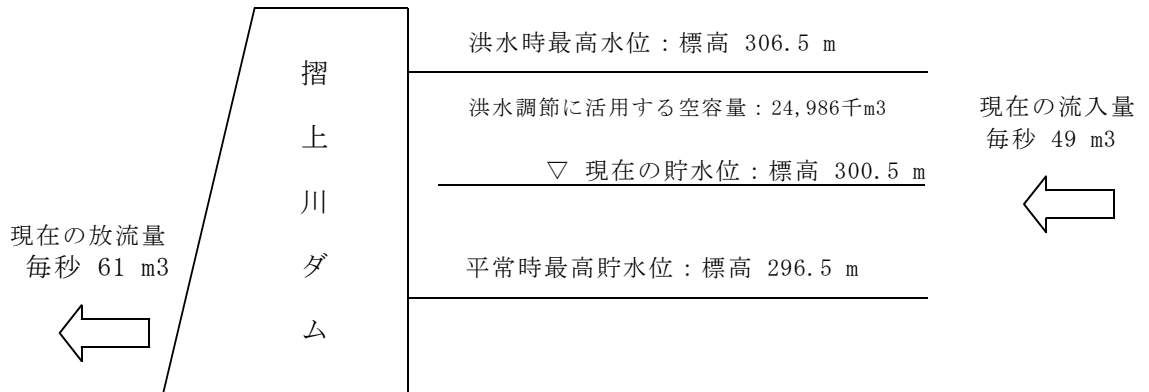 洪水時最高水位：標高 306.5 m
摺上川ダム
洪水調節に活用する空容量：24,986千m3
現在の流入量
毎秒 49 m3
▽ 現在の貯水位：標高 300.5 m
現在の放流量
毎秒 61 m3
平常時最高貯水位：標高 296.5 m